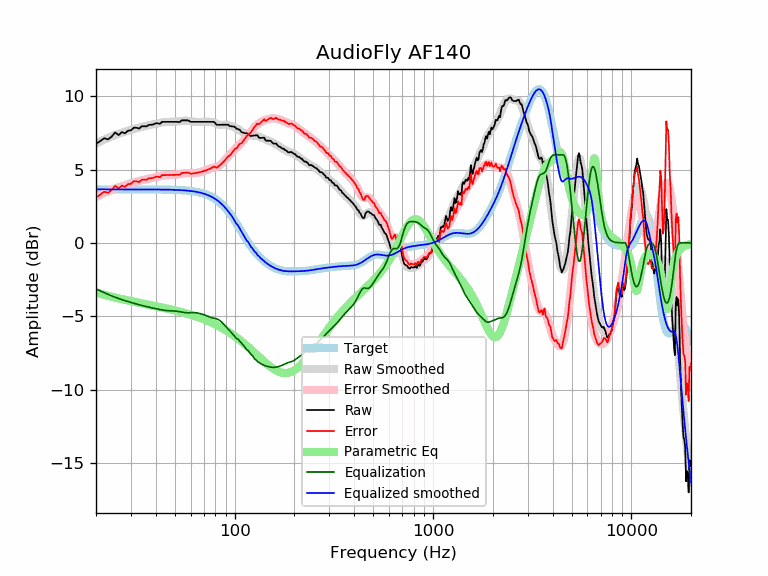 AudioFly AF140
10
5
0
−5
−10
−15
Amplitude (dBr)
Target
Raw Smoothed
Error Smoothed
Raw
Error
Parametric Eq
Equalization
Equalized smoothed
100
1000
10000
Frequency (Hz)